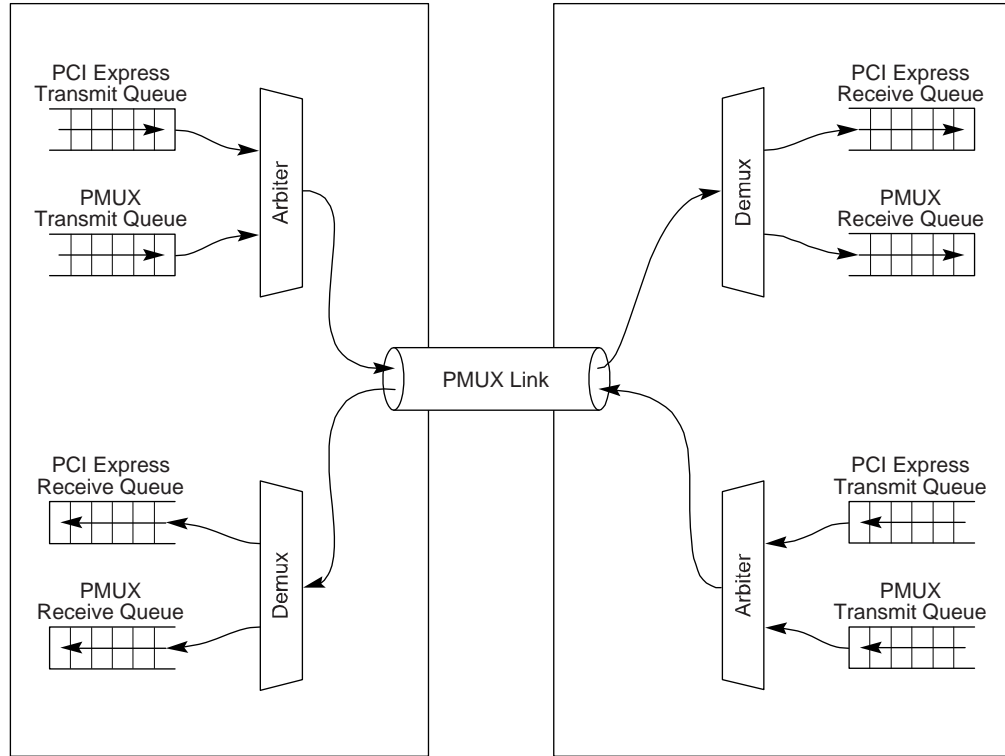 PCI Express
Transmit Queue
PMUX
Transmit Queue
Arbiter
Demux
PCI Express
Receive Queue
PMUX
Receive Queue
PMUX Link
PCI Express
Receive Queue
PMUX
Receive Queue
Demux
Arbiter
PCI Express
Transmit Queue
PMUX
Transmit Queue